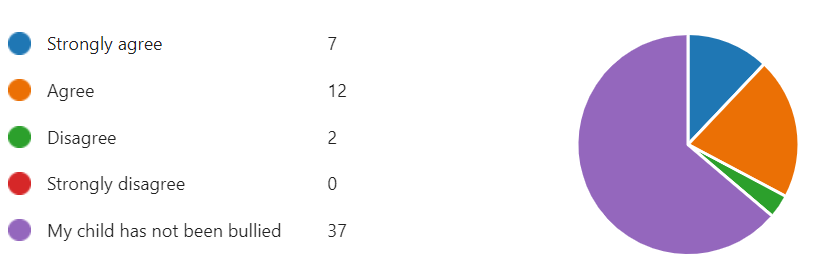 Strongly agree 7
Agree 12
Disagree 2
Strongly disagree 0
My child has not been bullied 37